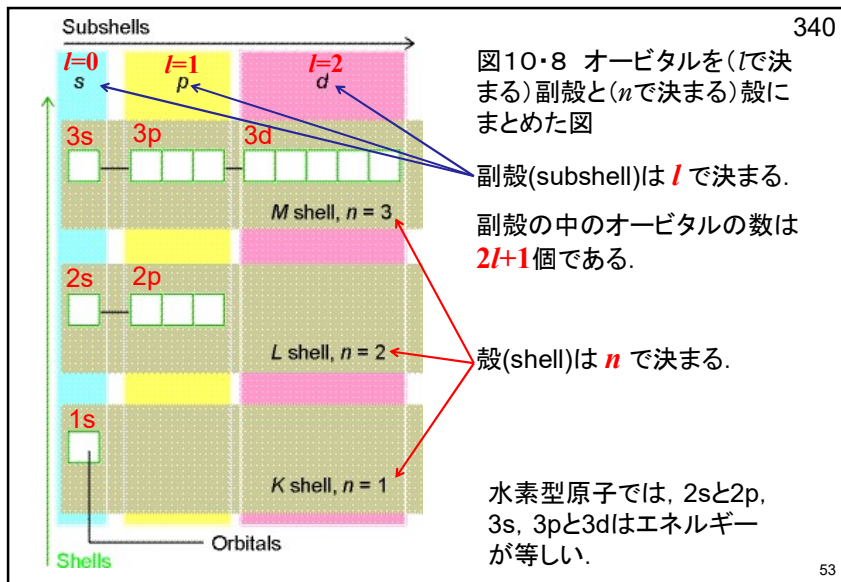 Subshells
340
l=0
l=1
l=2
s
p
d
3s
3p
3d
M shell, n = 3
2s
2p
L shell, n = 2
1s
K shell, n = 1
Orbitals
Shells
図10・8 オービタルを(lで決
まる)副殻と(nで決まる)殻に
まとめた図
副殻(subshell)は l で決まる.
副殻の中のオービタルの数は
2l+1個である.
殻(shell)は n で決まる.
水素型原子では, 2sと2p,
3s, 3pと3dはエネルギー
が等しい.
53